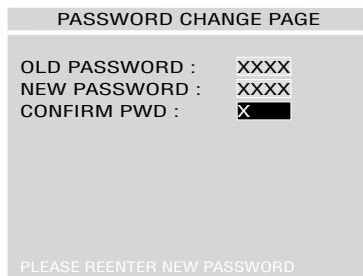 PASSWORD CHANGE PAGE
OLD PASSWORD : XXXX
NEW PASSWORD : XXXX
CONFIRM PWD : X
PLEASE REENTER NEW PASSWORD